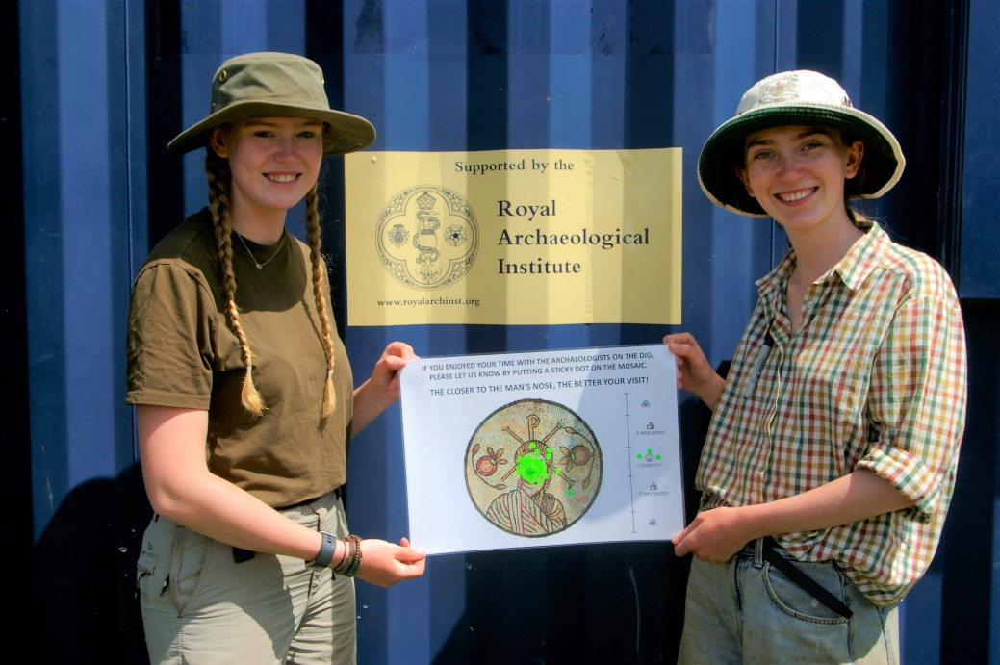 Supported by the
Royal
Archaeological
Institute
www.royalarchinst.org
IF YOU ENJOYED YOUR TIME WITH THE ARCHAEOLOGISTS ON THE DIG,
PLEASE LET US KNOW BY PUTTING A STICKY DOT ON THE MOSAIC.
THE CLOSER TO THE MAN'S NOSE, THE BETTER YOUR VISIT!
IT WAS GOOD!
I LOVED IT!
IT WAS GOOD!